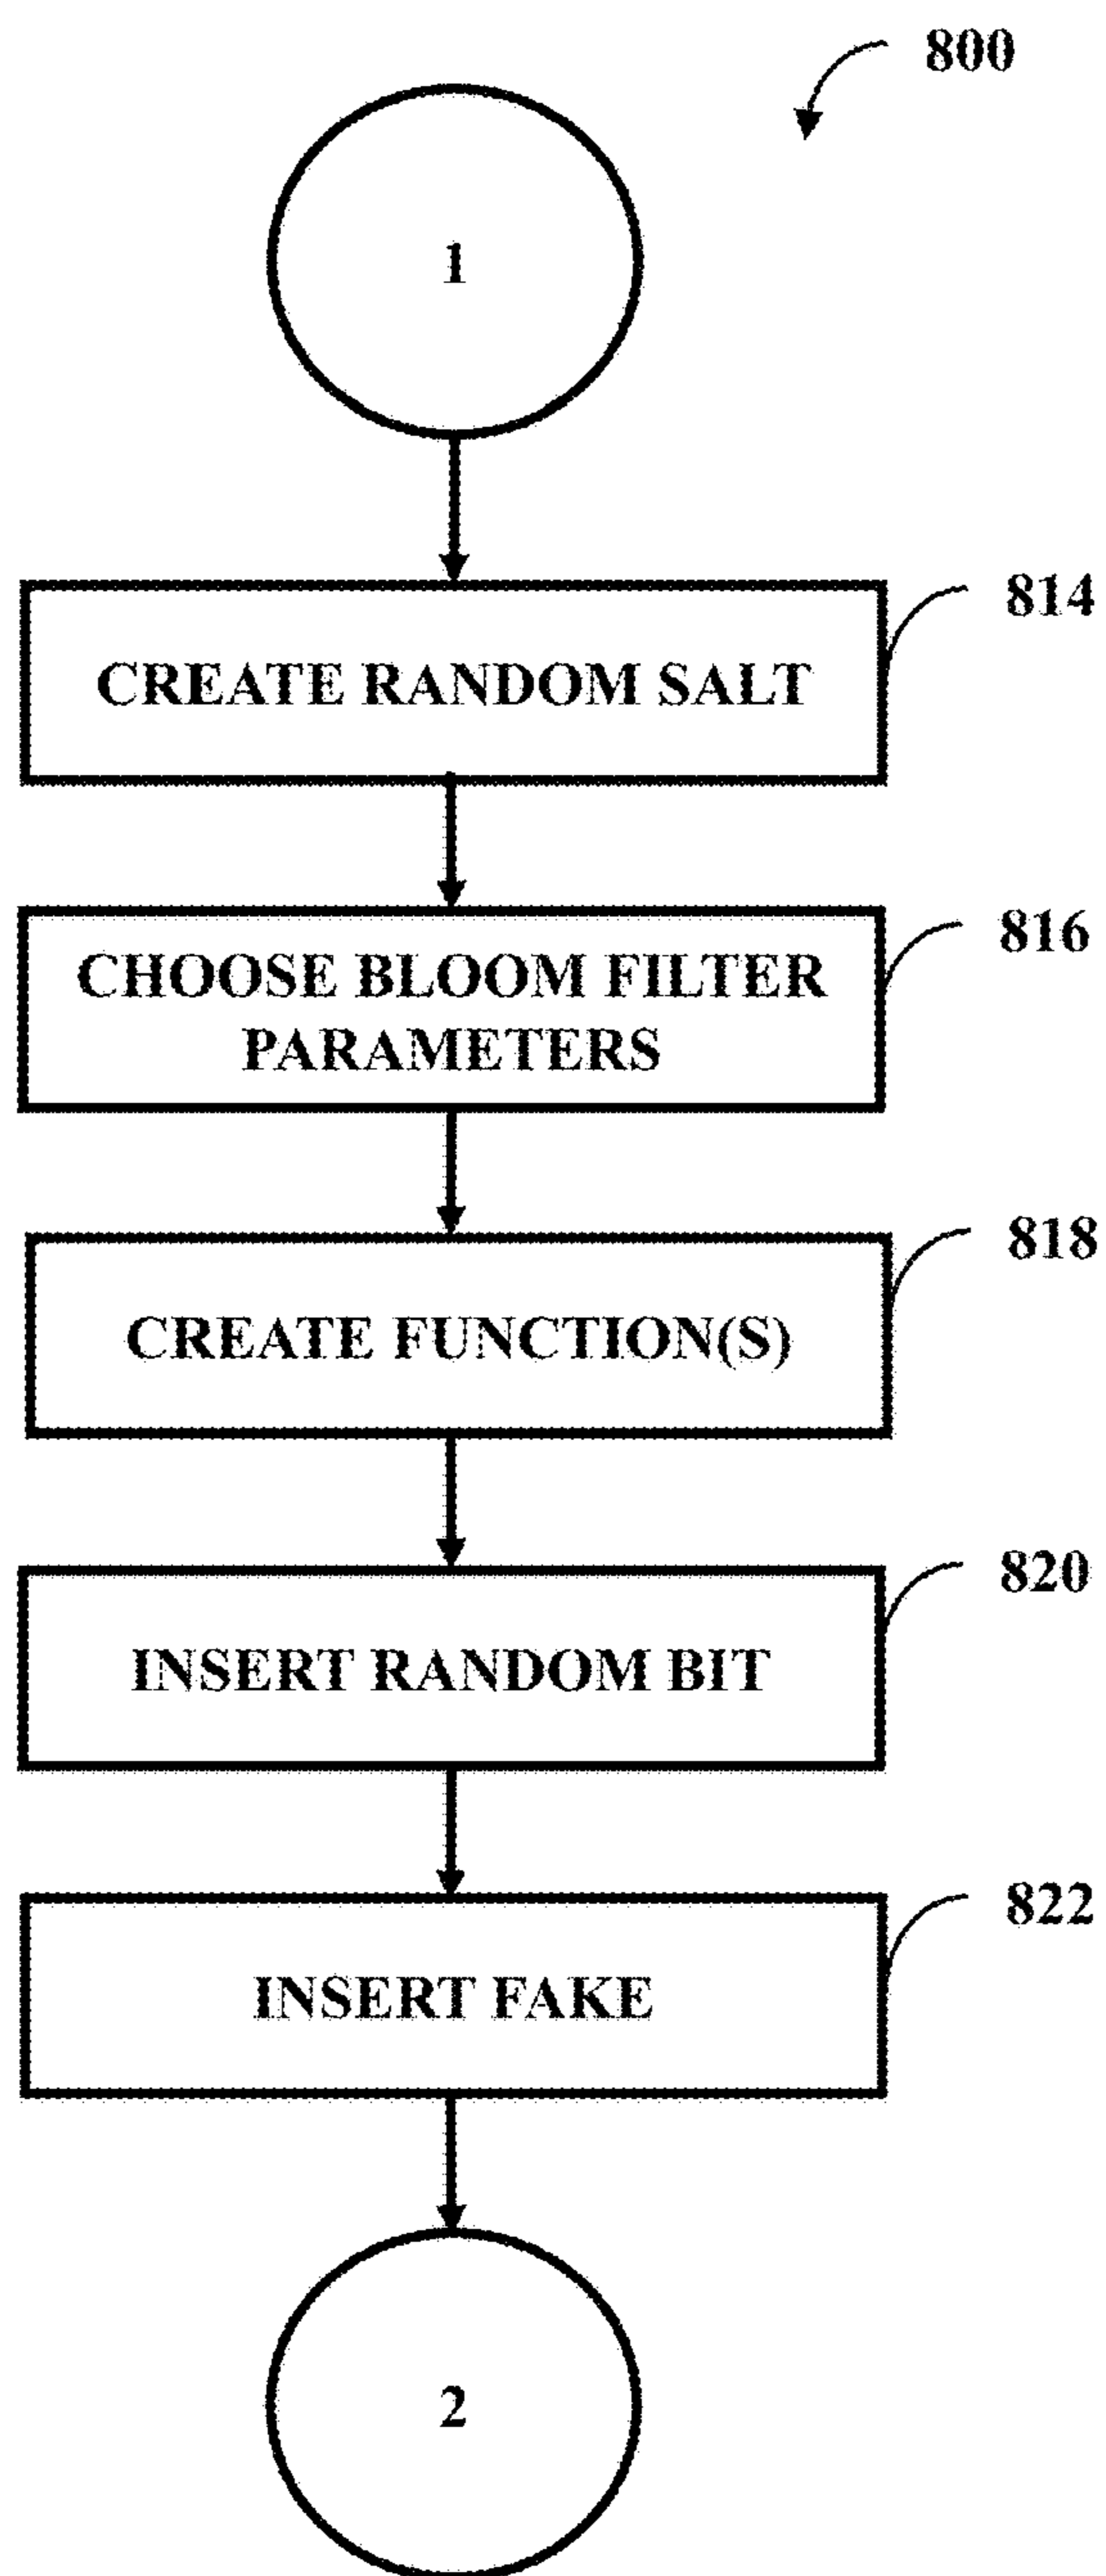 800
1
814
CREATE RANDOM SALT
816
CHOOSE BLOOM FILTER
PARAMETERS
818
CREATE FUNCTION(S)
820
INSERT RANDOM BIT
822
INSERT FAKE
2